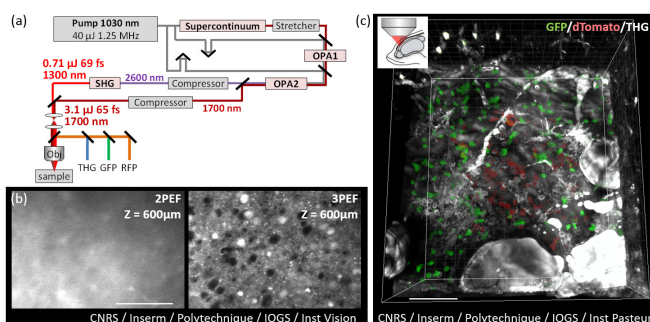 (a)
Pump 1030 nm
40 µJ 1.25 MHz
Supercontinuum
Stretcher
OPA1
0.71 µJ 69 fs
1300 nm
SHG
2600 nm
Compressor
OPA2
Compressor
1700 nm
3.1 µJ 65 fs
1700 nm
Obj
THG GFP RFP
sample
(b)
2PEF
Z = 600µm
3PEF
Z = 600µm
CNRS / Inserm / Polytechnique / IOGS / Inst Vision
(c)
GFP/dTomato/THG
CNRS / Inserm / Polytechnique / IOGS / Inst Pasteur